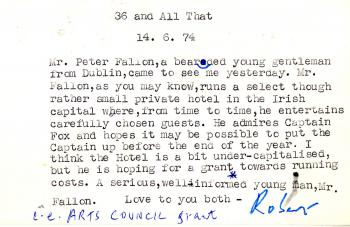 36 and All That
14. 6. 74
Mr. Peter Fallon,a bearded young gentleman
from Dublin,came to see me yesterday. Mr.
Fallon,as you may know,runs a select though
rather small private hotel in the Irish
capital where,from time to time,he entertains
carefully chosen guests. He admires Captain
Fox and hopes it may be possible to put the
Captain up before the end of the year. I
think the Hotel is a bit under-capitalised,
but he is hoping for a grant* towards running
costs. A serious,well-informed young man,Mr.
Fallon. Love to you both - Robert
i.e. ARTS COUNCIL grant